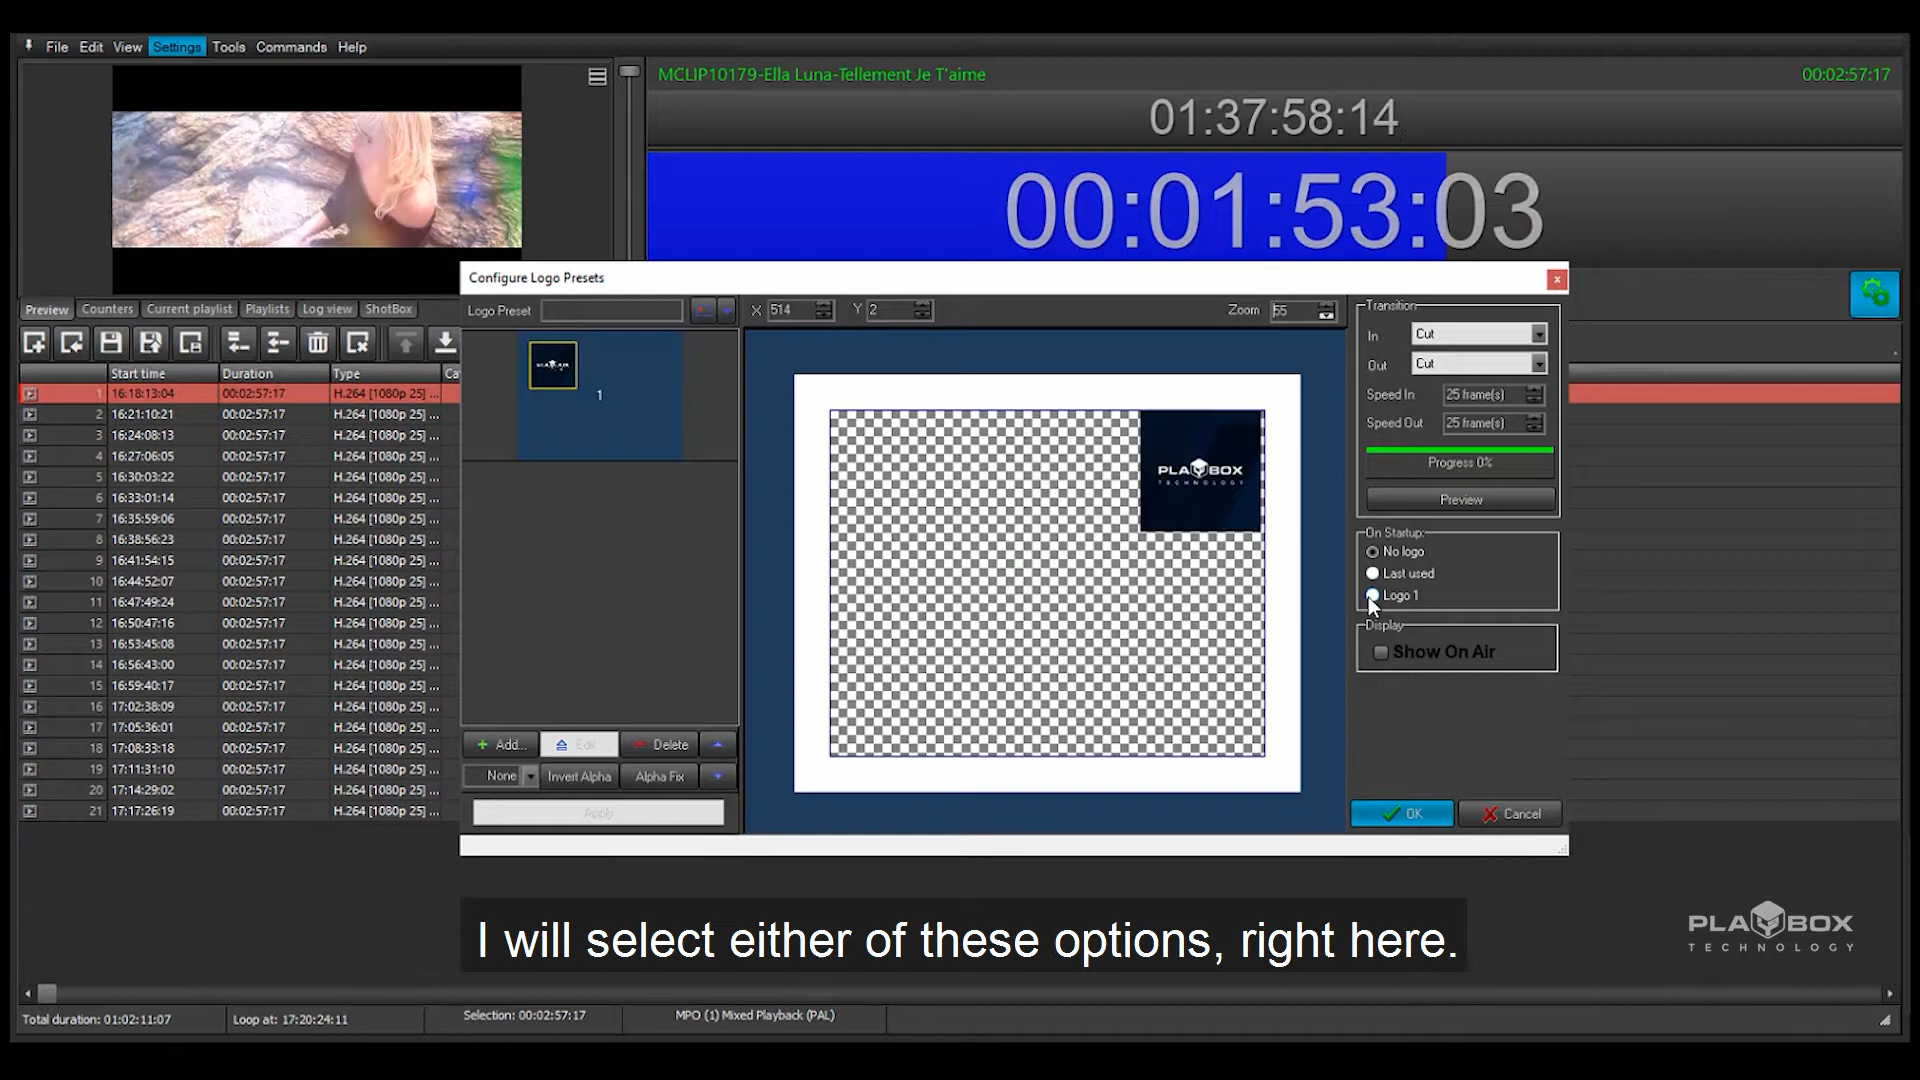 File Edit View Settings Tools Commands Help
MCLIP10179-Ella Luna-Tellement Je T'aime 00:02:57:17
01:37:58:14
00:01:53:03
Configure Logo Presets
Logo Preset X 514 Y 2 Zoom 55
Preview Counters Current playlist Playlists Log view ShotBox
Start time Duration Type
1 16:18:13:04 00:02:57:17 H.264 [1080p 25] ...
2 16:21:10:21 00:02:57:17 H.264 [1080p 25] ...
3 16:24:08:13 00:02:57:17 H.264 [1080p 25] ...
4 16:27:06:05 00:02:57:17 H.264 [1080p 25] ...
5 16:30:03:22 00:02:57:17 H.264 [1080p 25] ...
6 16:33:01:14 00:02:57:17 H.264 [1080p 25] ...
7 16:35:59:06 00:02:57:17 H.264 [1080p 25] ...
8 16:38:56:23 00:02:57:17 H.264 [1080p 25] ...
9 16:41:54:15 00:02:57:17 H.264 [1080p 25] ...
10 16:44:52:07 00:02:57:17 H.264 [1080p 25] ...
11 16:47:49:24 00:02:57:17 H.264 [1080p 25] ...
12 16:50:47:16 00:02:57:17 H.264 [1080p 25] ...
13 16:53:45:08 00:02:57:17 H.264 [1080p 25] ...
14 16:56:43:00 00:02:57:17 H.264 [1080p 25] ...
15 16:59:40:17 00:02:57:17 H.264 [1080p 25] ...
16 17:02:38:09 00:02:57:17 H.264 [1080p 25] ...
17 17:05:36:01 00:02:57:17 H.264 [1080p 25] ...
18 17:08:33:18 00:02:57:17 H.264 [1080p 25] ...
19 17:11:31:10 00:02:57:17 H.264 [1080p 25] ...
20 17:14:29:02 00:02:57:17 H.264 [1080p 25] ...
21 17:17:26:19 00:02:57:17 H.264 [1080p 25] ...
1
PLAYBOX
TECHNOLOGY
Transition
In Cut
Out Cut
Speed In 25 frame(s)
Speed Out 25 frame(s)
Progress 0%
Preview
On Startup:
No logo
Last used
Logo 1
Display
Show On Air
Add... Edit... Delete
None Invert Alpha Alpha Fix
Apply
OK Cancel
I will select either of these options, right here.
PLAYBOX
TECHNOLOGY
Total duration: 01:02:11:07 Loop at: 17:20:24:11 Selection: 00:02:57:17 MPO (1) Mixed Playback (PAL)